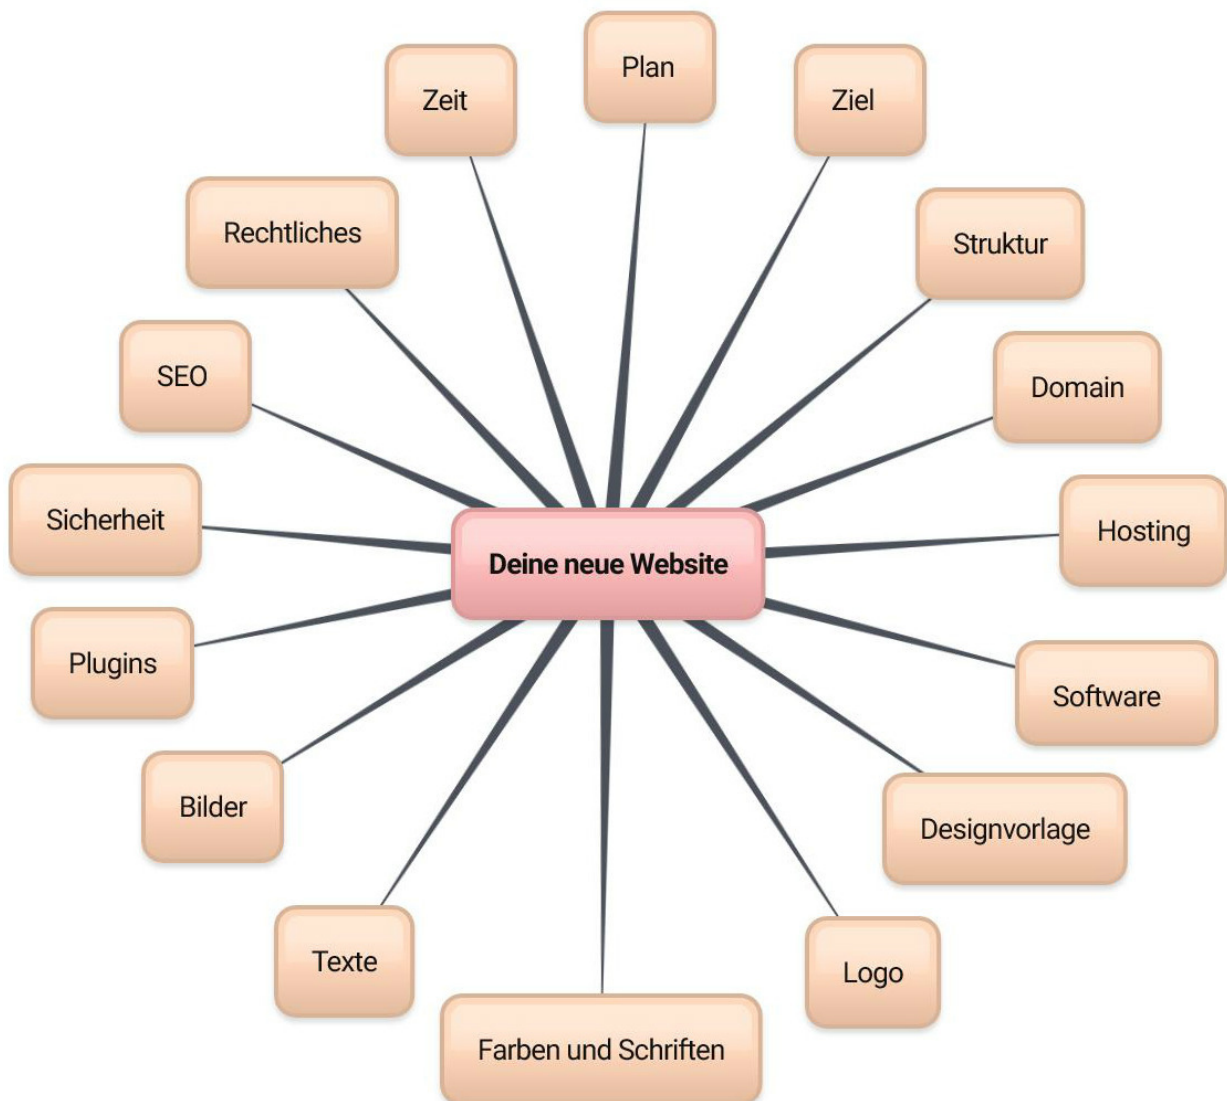 Plan
Zeit
Ziel
Rechtliches
Struktur
SEO
Domain
Sicherheit
Hosting
Deine neue Website
Plugins
Software
Bilder
Designvorlage
Texte
Logo
Farben und Schriften